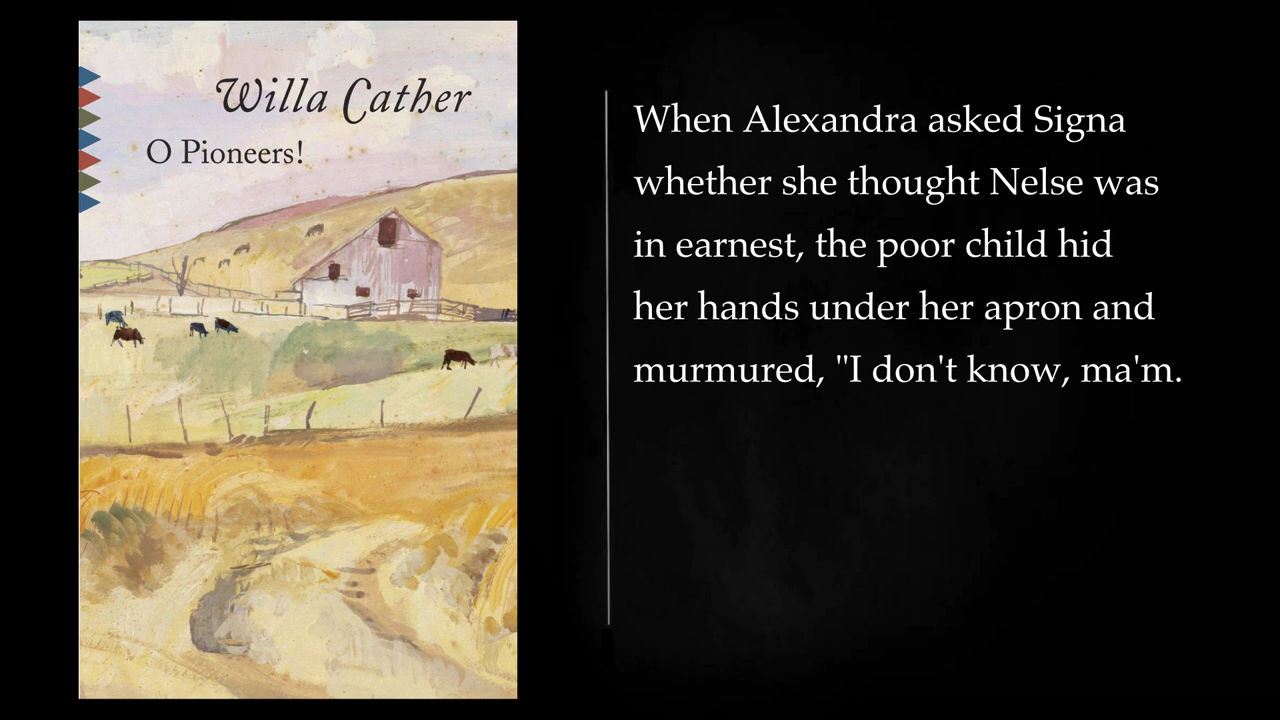 Willa Cather
O Pioneers!
When Alexandra asked Signa
whether she thought Nelse was
in earnest, the poor child hid
her hands under her apron and
murmured, "I don't know, ma'm.